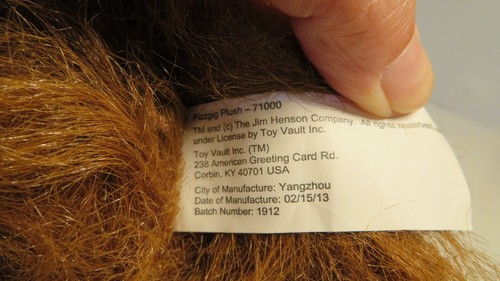 Fizzgig Plush – 71000
TM and (c) The Jim Henson Company. All rights reserved,
under License by Toy Vault Inc.
Toy Vault Inc. (TM)
238 American Greeting Card Rd.
Corbin, KY 40701 USA
City of Manufacture: Yangzhou
Date of Manufacture: 02/15/13
Batch Number: 1912